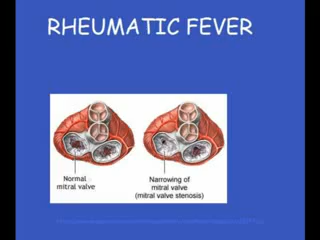 RHEUMATIC FEVER
Normal
mitral valve
Narrowing of
mitral valve
(mitral valve stenosis)